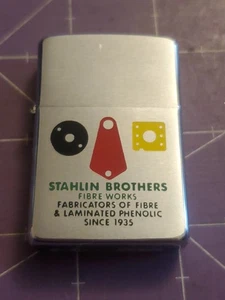 STAHLIN BROTHERS
FIBRE WORKS
FABRICATORS OF FIBRE
& LAMINATED PHENOLIC
SINCE 1935